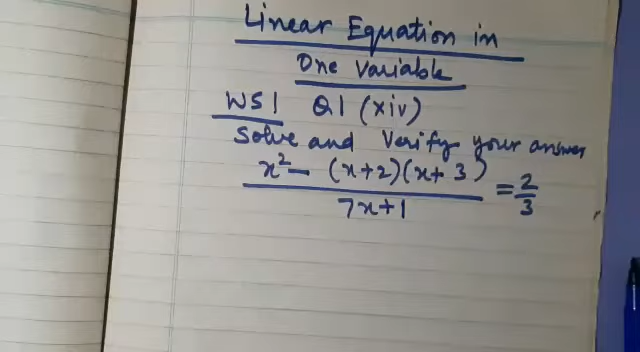 Linear Equation in
One Variable
WS1 Q1 (xiv)
Solve and Verify your answer
x² - (x+2)(x+3) / 7x+1 = 2/3